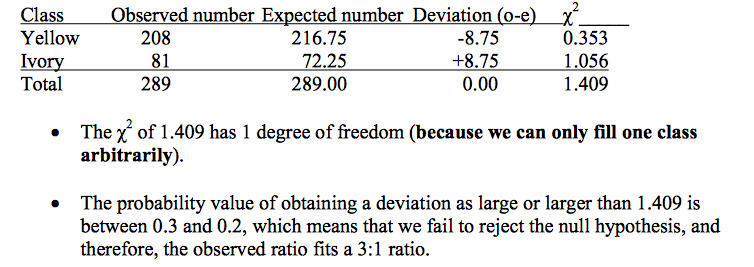 Class Observed number Expected number Deviation (o-e) χ²
Yellow 208 216.75 -8.75 0.353
Ivory 81 72.25 +8.75 1.056
Total 289 289.00 0.00 1.409
• The χ² of 1.409 has 1 degree of freedom (because we can only fill one class
arbitrarily).
• The probability value of obtaining a deviation as large or larger than 1.409 is
between 0.3 and 0.2, which means that we fail to reject the null hypothesis, and
therefore, the observed ratio fits a 3:1 ratio.